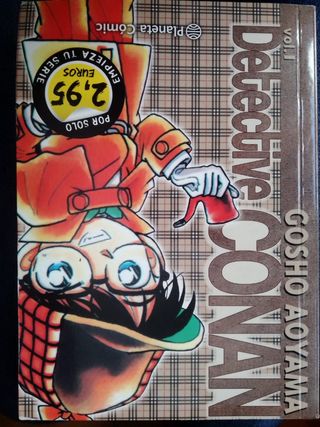 Planeta Cómic
VOL.1
Detective
CONAN
GOSHO AOYAMA
POR SOLO
2,95
EUROS
EMPIEZA TU SERIE